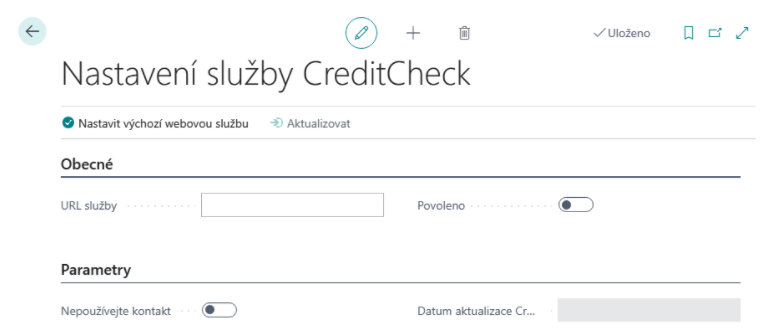 Uloženo
Nastavení služby CreditCheck
Nastavit výchozí webovou službu Aktualizovat
Obecné
URL služby Povoleno
Parametry
Nepoužívejte kontakt Datum aktualizace Cr...